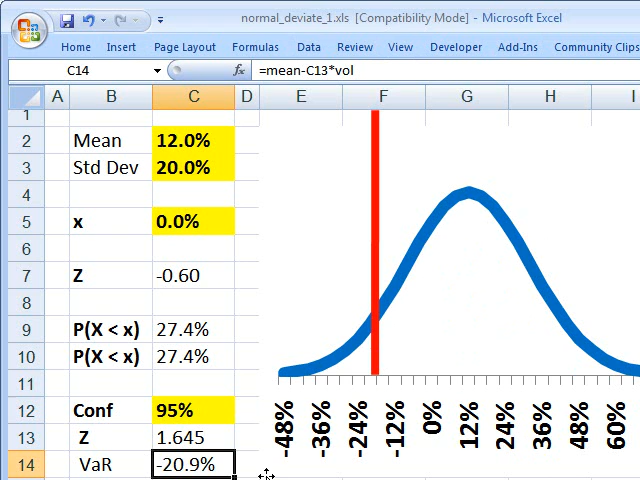 normal_deviate_1.xls [Compatibility Mode] - Microsoft Excel
Home Insert Page Layout Formulas Data Review View Developer Add-Ins Community Clips
C14 fx =mean-C13*vol
A B C D E F G H I
1
2 Mean 12.0%
3 Std Dev 20.0%
4
5 x 0.0%
6
7 Z -0.60
8
9 P(X < x) 27.4%
10 P(X < x) 27.4%
11
12 Conf 95%
13 Z 1.645
14 VaR -20.9%
-48% -36% -24% -12% 0% 12% 24% 36% 48% 60%